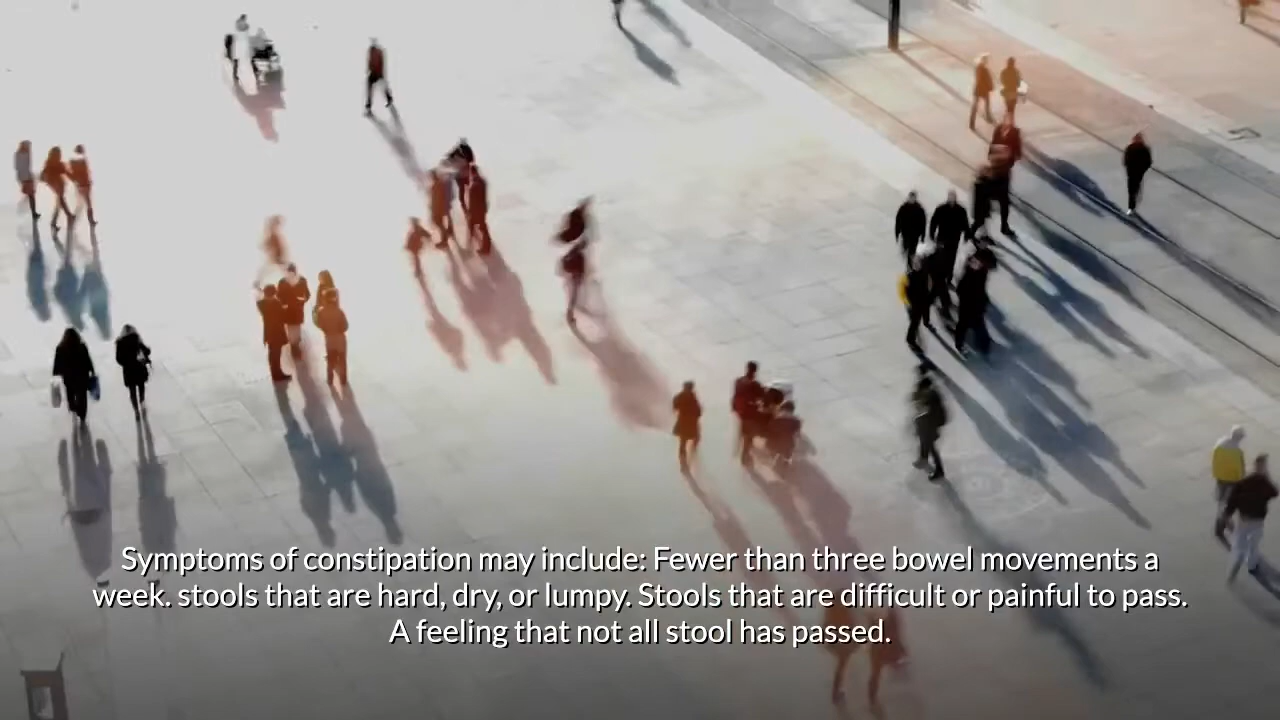 Symptoms of constipation may include: Fewer than three bowel movements a
week. stools that are hard, dry, or lumpy. Stools that are difficult or painful to pass.
A feeling that not all stool has passed.